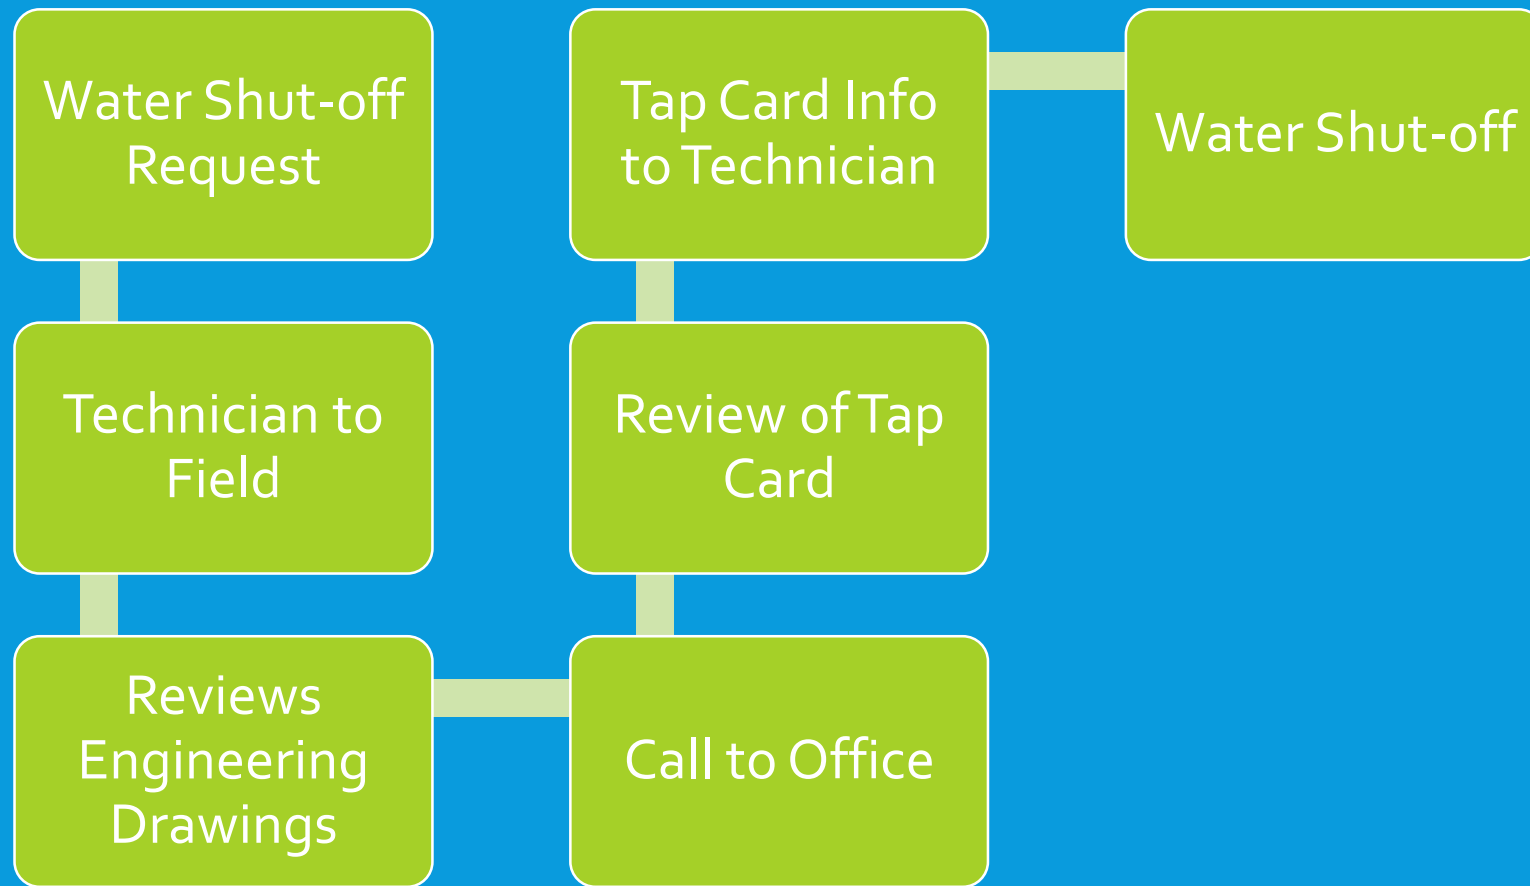 Water Shut-off
Request
Technician to
Field
Reviews
Engineering
Drawings
Call to Office
Review of Tap
Card
Tap Card Info
to Technician
Water Shut-off